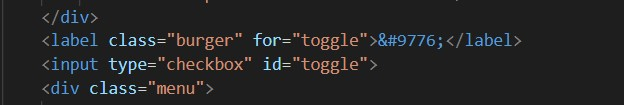 </div>
<label class="burger" for="toggle">&#9776;</label>
<input type="checkbox" id="toggle">
<div class="menu">